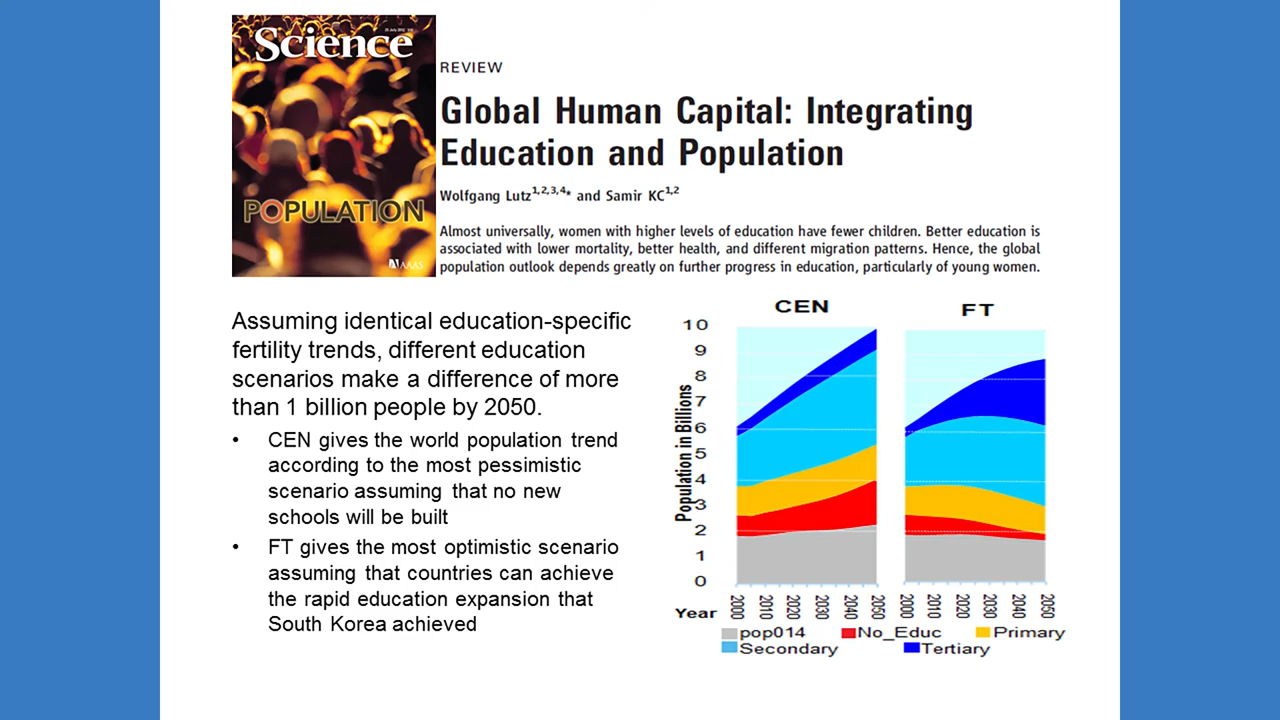 Science
POPULATION
AAAS
REVIEW
Global Human Capital: Integrating
Education and Population
Wolfgang Lutz1,2,3,4* and Samir KC1,2
Almost universally, women with higher levels of education have fewer children. Better education is
associated with lower mortality, better health, and different migration patterns. Hence, the global
population outlook depends greatly on further progress in education, particularly of young women.
Assuming identical education-specific
fertility trends, different education
scenarios make a difference of more
than 1 billion people by 2050.
• CEN gives the world population trend
according to the most pessimistic
scenario assuming that no new
schools will be built
• FT gives the most optimistic scenario
assuming that countries can achieve
the rapid education expansion that
South Korea achieved
CEN
FT
Population in Billions
10
9
8
7
6
5
4
3
2
1
0
Year
2000 2010 2020 2030 2040 2050
2000 2010 2020 2030 2040 2050
pop014 No_Educ Primary
Secondary Tertiary